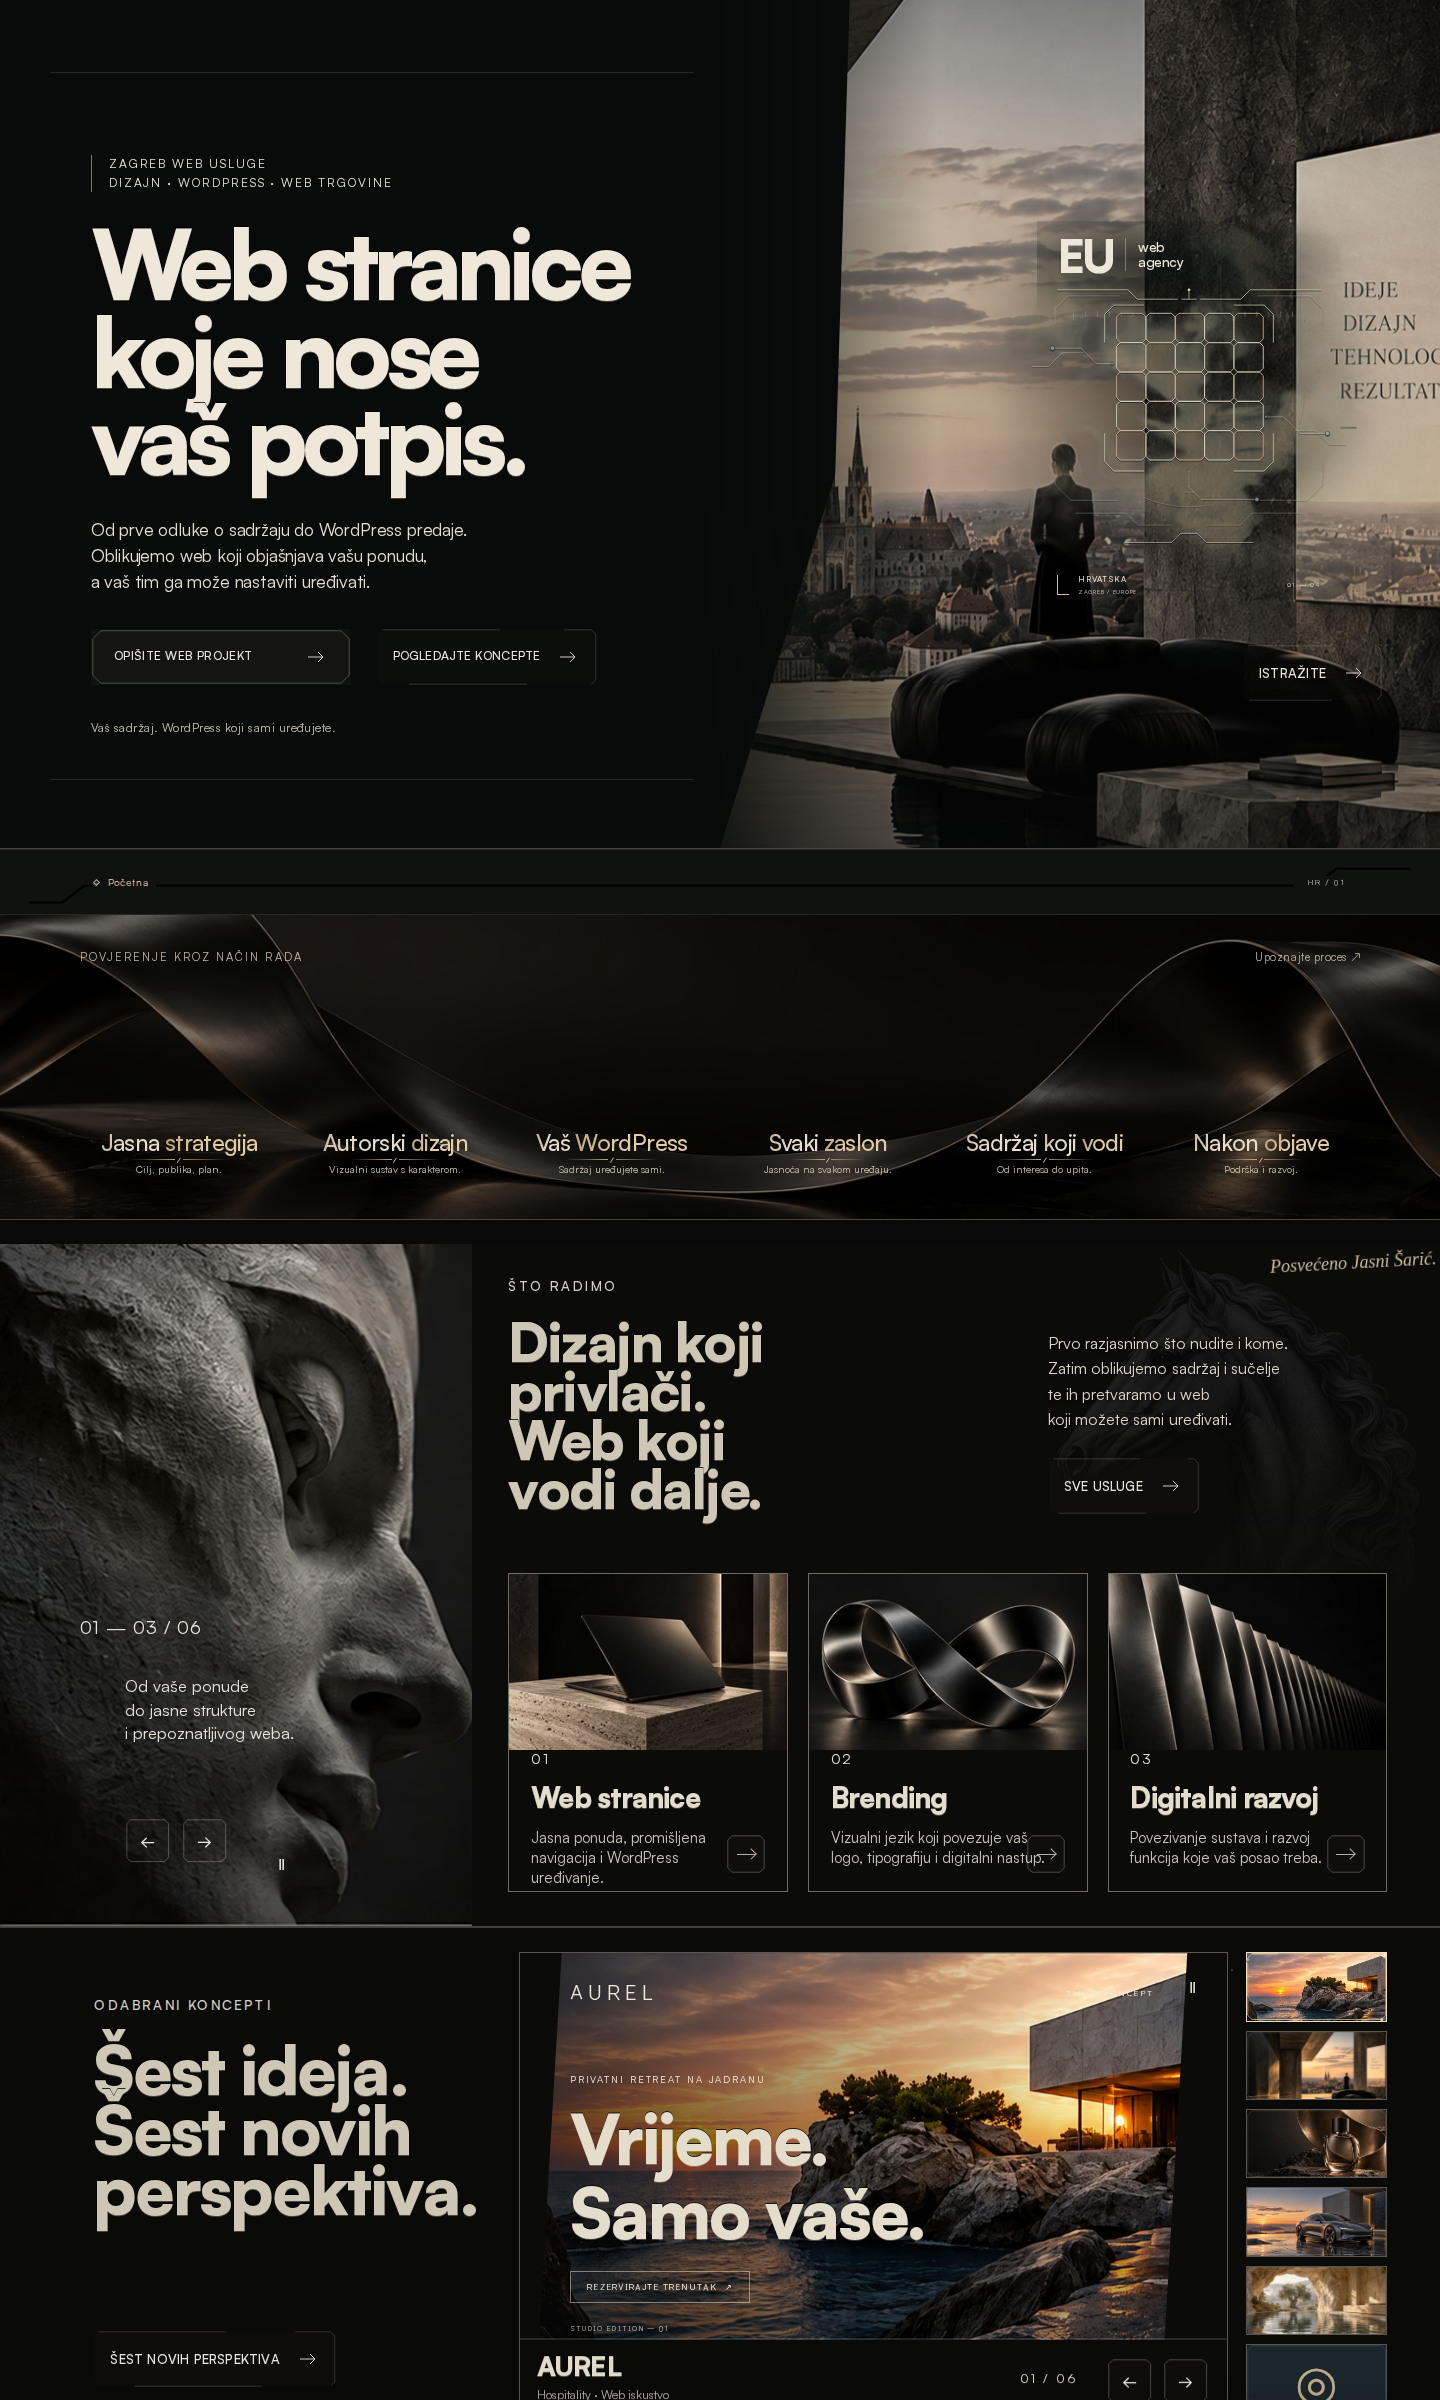 ZAGREB WEB USLUGE
DIZAJN · WORDPRESS · WEB TRGOVINE
Web stranice
koje nose
vaš potpis.
Od prve odluke o sadržaju do WordPress predaje.
Oblikujemo web koji objašnjava vašu ponudu,
a vaš tim ga može nastaviti uređivati.
OPIŠITE WEB PROJEKT →
POGLEDAJTE KONCEPTE →
Vaš sadržaj. WordPress koji sami uređujete.
EU web
agency
IDEJE
DIZAJN
TEHNOLOG
REZULTAT
HRVATSKA
ZAGREB / EUROPE
01 — 04
ISTRAŽITE →
Početna
HR / 01
POVJERENJE KROZ NAČIN RADA
Upoznajte proces ↗
Jasna strategija
Cilj, publika, plan.
Autorski dizajn
Vizualni sustav s karakterom.
Vaš WordPress
Sadržaj uređujete sami.
Svaki zaslon
Jasnoća na svakom uređaju.
Sadržaj koji vodi
Od interesa do upita.
Nakon objave
Podrška i razvoj.
Posvećeno Jasni Šarić.
ŠTO RADIMO
Dizajn koji
privlači.
Web koji
vodi dalje.
Prvo razjasnimo što nudite i kome.
Zatim oblikujemo sadržaj i sučelje
te ih pretvaramo u web
koji možete sami uređivati.
SVE USLUGE →
01 — 03 / 06
Od vaše ponude
do jasne strukture
i prepoznatljivog weba.
← →
01
Web stranice
Jasna ponuda, promišljena
navigacija i WordPress
uređivanje.
→
02
Brending
Vizualni jezik koji povezuje vaš
logo, tipografiju i digitalni nastup.
→
03
Digitalni razvoj
Povezivanje sustava i razvoj
funkcija koje vaš posao treba.
→
ODABRANI KONCEPTI
Šest ideja.
Šest novih
perspektiva.
ŠEST NOVIH PERSPEKTIVA →
AUREL
PRIVATNI RETREAT NA JADRANU
Vrijeme.
Samo vaše.
REZERVIRAJTE TRENUTAK ↗
STUDIO EDITION — 01
AUREL
Hospitality · Web iskustvo
01 / 06
← →